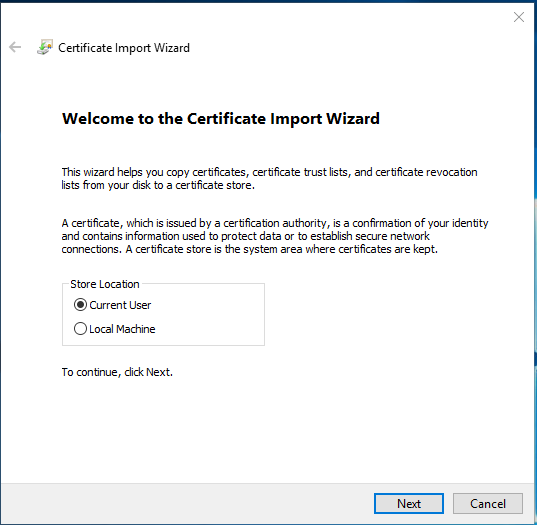 Certificate Import Wizard
Welcome to the Certificate Import Wizard
This wizard helps you copy certificates, certificate trust lists, and certificate revocation
lists from your disk to a certificate store.
A certificate, which is issued by a certification authority, is a confirmation of your identity
and contains information used to protect data or to establish secure network
connections. A certificate store is the system area where certificates are kept.
Store Location
Current User
Local Machine
To continue, click Next.
Next
Cancel